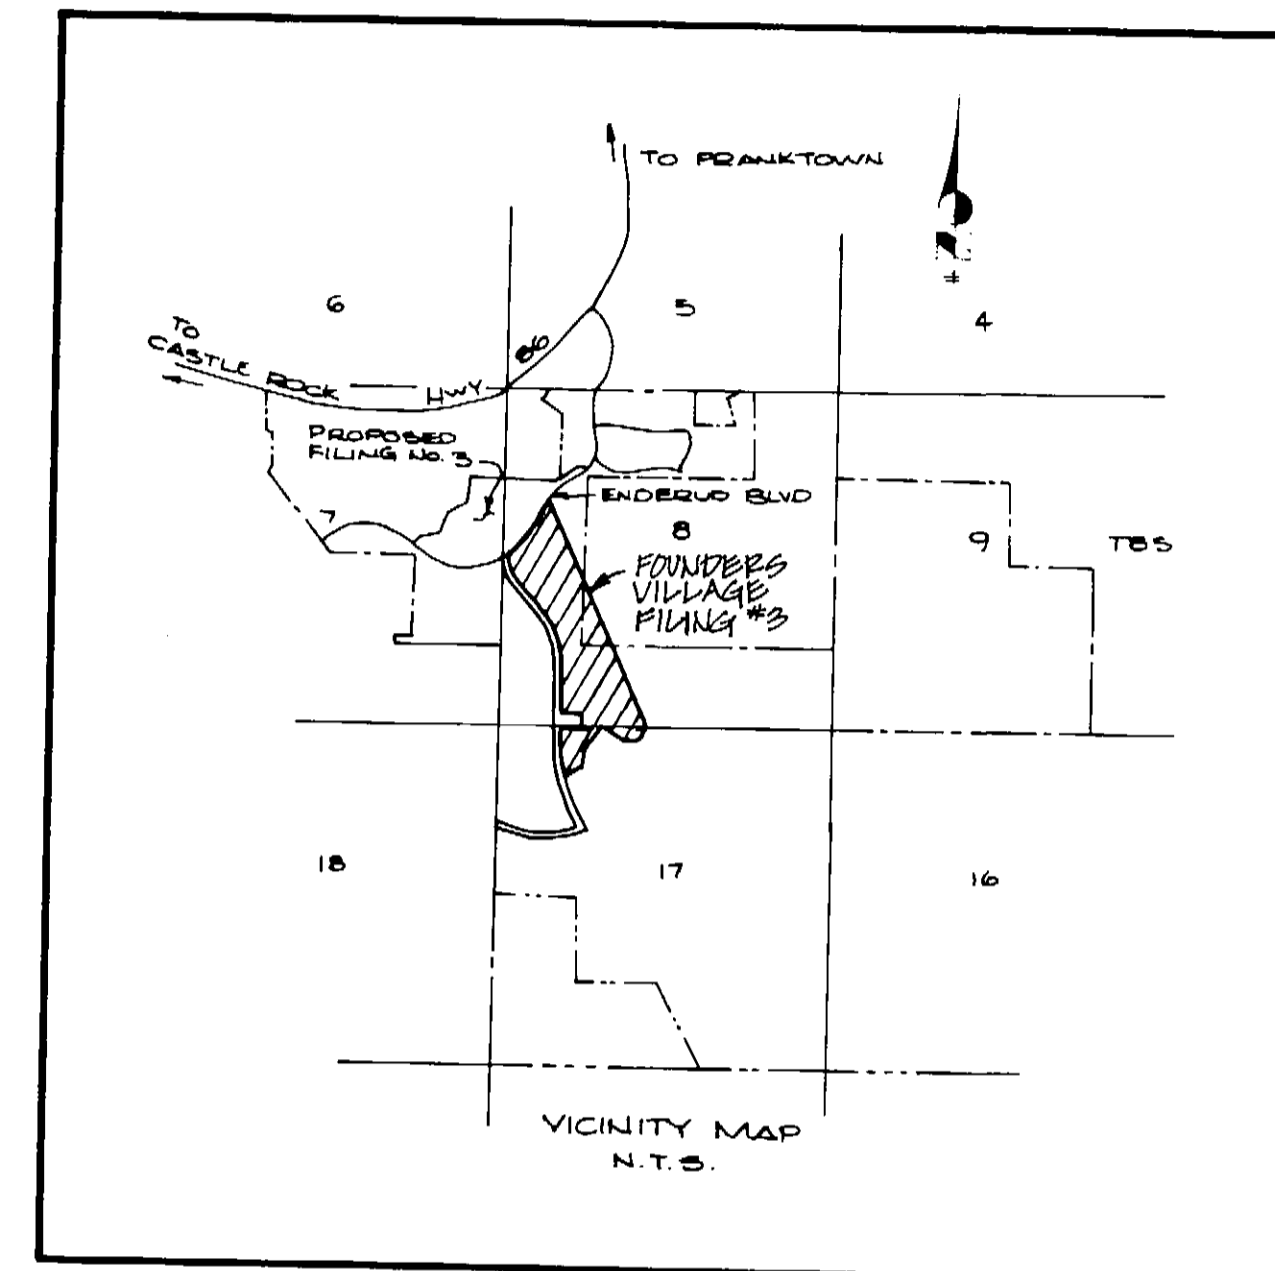 TO FRANKTOWN
6
5
4
TO
CASTLE ROCK HWY 86
PROPOSED
FILING NO. 3
ENDERUD BLVD
7
8
9
T8S
FOUNDERS
VILLAGE
FILING #3
18
17
16
VICINITY MAP
N.T.S.